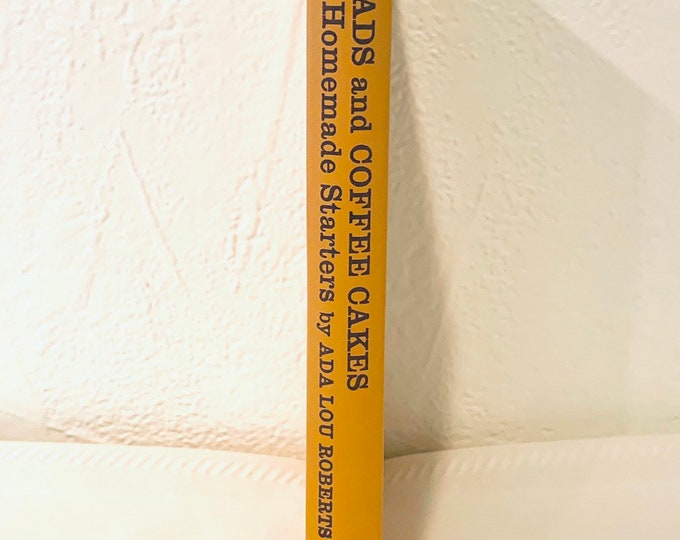 ADS and COFFEE CAKES
Homemade Starters by ADA LOU ROBERTS